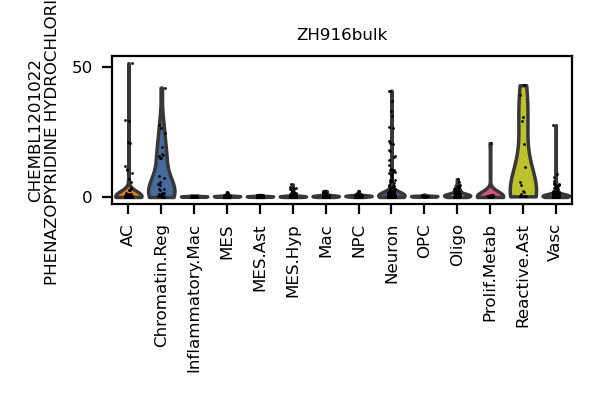 ZH916bulk
CHEMBL1201022
PHENAZOPYRIDINE HYDROCHLORI
50
0
AC
Chromatin.Reg
Inflammatory.Mac
MES
MES.Ast
MES.Hyp
Mac
NPC
Neuron
OPC
Oligo
Prolif.Metab
Reactive.Ast
Vasc